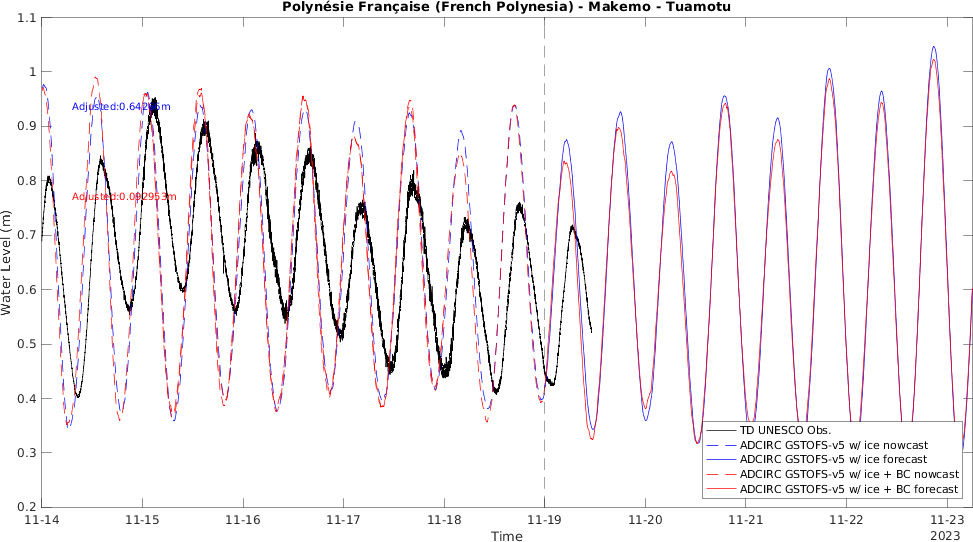 Polynésie Française (French Polynesia) - Makemo - Tuamotu
1.1
1
0.9
0.8
0.7
0.6
0.5
0.4
0.3
0.2
Water Level (m)
Adjusted:0.092953m
TD UNESCO Obs.
ADCIRC GSTOFS-v5 w/ ice nowcast
ADCIRC GSTOFS-v5 w/ ice forecast
ADCIRC GSTOFS-v5 w/ ice + BC nowcast
ADCIRC GSTOFS-v5 w/ ice + BC forecast
11-14 11-15 11-16 11-17 11-18 11-19 11-20 11-21 11-22 11-23
Time
2023